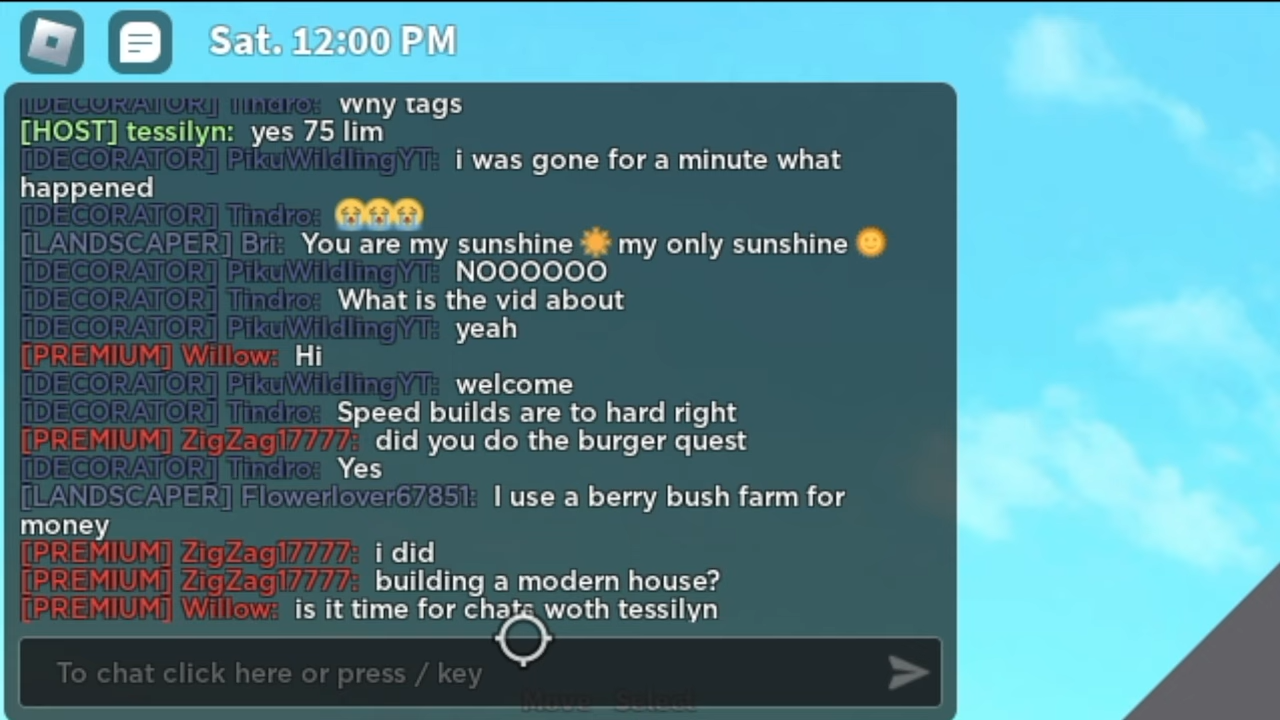 Sat. 12:00 PM
[DECORATOR] Tindro: Why tags
[HOST] tessilyn: yes 75 lim
[DECORATOR] PikuWildlingYT: i was gone for a minute what
happened
[DECORATOR] Tindro: 😭😭😭
[LANDSCAPER] Bri: You are my sunshine ☀️ my only sunshine 🌞
[DECORATOR] PikuWildlingYT: NOOOOOO
[DECORATOR] Tindro: What is the vid about
[DECORATOR] PikuWildlingYT: yeah
[PREMIUM] Willow: Hi
[DECORATOR] PikuWildlingYT: welcome
[DECORATOR] Tindro: Speed builds are to hard right
[PREMIUM] ZigZag17777: did you do the burger quest
[DECORATOR] Tindro: Yes
[LANDSCAPER] Flowerlover67851: I use a berry bush farm for
money
[PREMIUM] ZigZag17777: i did
[PREMIUM] ZigZag17777: building a modern house?
[PREMIUM] Willow: is it time for chats woth tessilyn
To chat click here or press / key
Move Select